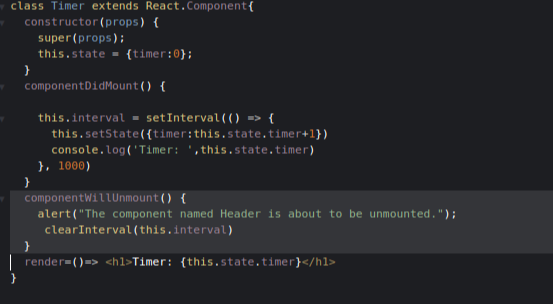 class Timer extends React.Component{
constructor(props) {
super(props);
this.state = {timer:0};
}
componentDidMount() {
this.interval = setInterval(() => {
this.setState({timer:this.state.timer+1})
console.log('Timer: ',this.state.timer)
}, 1000)
}
componentWillUnmount() {
alert("The component named Header is about to be unmounted.");
clearInterval(this.interval)
}
render=()=> <h1>Timer: {this.state.timer}</h1>
}